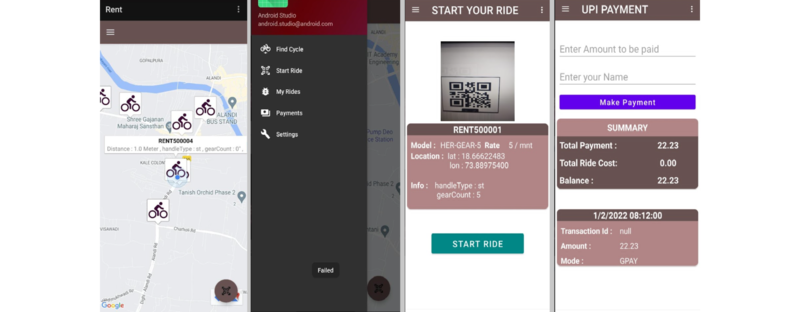 Rent
GOPALPURA
ALANDI
Shree Gajanan
Maharaj Sansthan
ALANDI
BUS STAND
RENT500004
Distance : 1.0 Meter , handleType : st , gearCount : 0" ,
KALE COLONY
Tanish Orchid Phase 2
Google
Android Studio
android.studio@android.com
Find Cycle
Start Ride
My Rides
Payments
Settings
Failed
START YOUR RIDE
RENT500001
Model : HER-GEAR-5 Rate 5 / mnt
Location : lat : 18.66622483
lon : 73.88975400
Info : handleType : st
gearCount : 5
START RIDE
UPI PAYMENT
Enter Amount to be paid
Enter your Name
Make Payment
SUMMARY
Total Payment : 22.23
Total Ride Cost: 0.00
Balance : 22.23
1/2/2022 08:12:00
Transaction Id : null
Amount : 22.23
Mode : GPAY